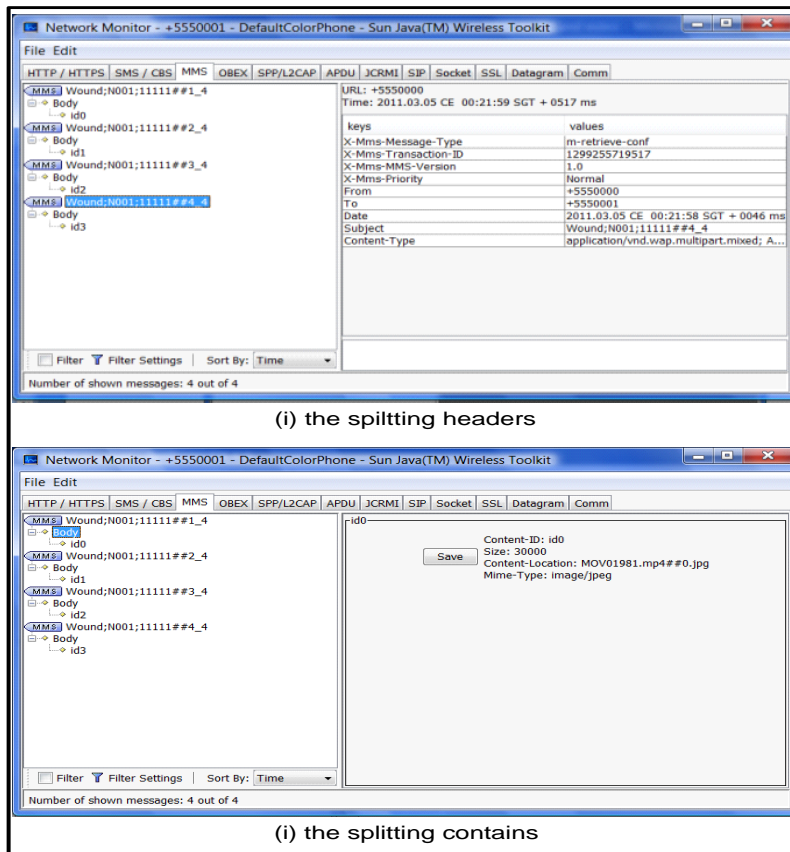 Network Monitor - +5550001 - DefaultColorPhone - Sun Java(TM) Wireless Toolkit
File Edit
HTTP / HTTPS SMS / CBS MMS OBEX SPP/L2CAP APDU JCRMI SIP Socket SSL Datagram Comm
MMS Wound;N001;11111##1_4
Body
id0
MMS Wound;N001;11111##2_4
Body
id1
MMS Wound;N001;11111##3_4
Body
id2
MMS Wound;N001;11111##4_4
Body
id3
Filter Filter Settings Sort By: Time
URL: +5550000
Time: 2011.03.05 CE 00:21:59 SGT + 0517 ms
keys values
X-Mms-Message-Type m-retrieve-conf
X-Mms-Transaction-ID 1299255719517
X-Mms-MMS-Version 1.0
X-Mms-Priority Normal
From +5550000
To +5550001
Date 2011.03.05 CE 00:21:58 SGT + 0046 ms
Subject Wound;N001;11111##4_4
Content-Type application/vnd.wap.multipart.mixed; A...
Number of shown messages: 4 out of 4
(i) the spiltting headers
Network Monitor - +5550001 - DefaultColorPhone - Sun Java(TM) Wireless Toolkit
File Edit
HTTP / HTTPS SMS / CBS MMS OBEX SPP/L2CAP APDU JCRMI SIP Socket SSL Datagram Comm
MMS Wound;N001;11111##1_4
Body
id0
MMS Wound;N001;11111##2_4
Body
id1
MMS Wound;N001;11111##3_4
Body
id2
MMS Wound;N001;11111##4_4
Body
id3
Filter Filter Settings Sort By: Time
id0
Save
Content-ID: id0
Size: 30000
Content-Location: MOV01981.mp4##0.jpg
Mime-Type: image/jpeg
Number of shown messages: 4 out of 4
(i) the splitting contains